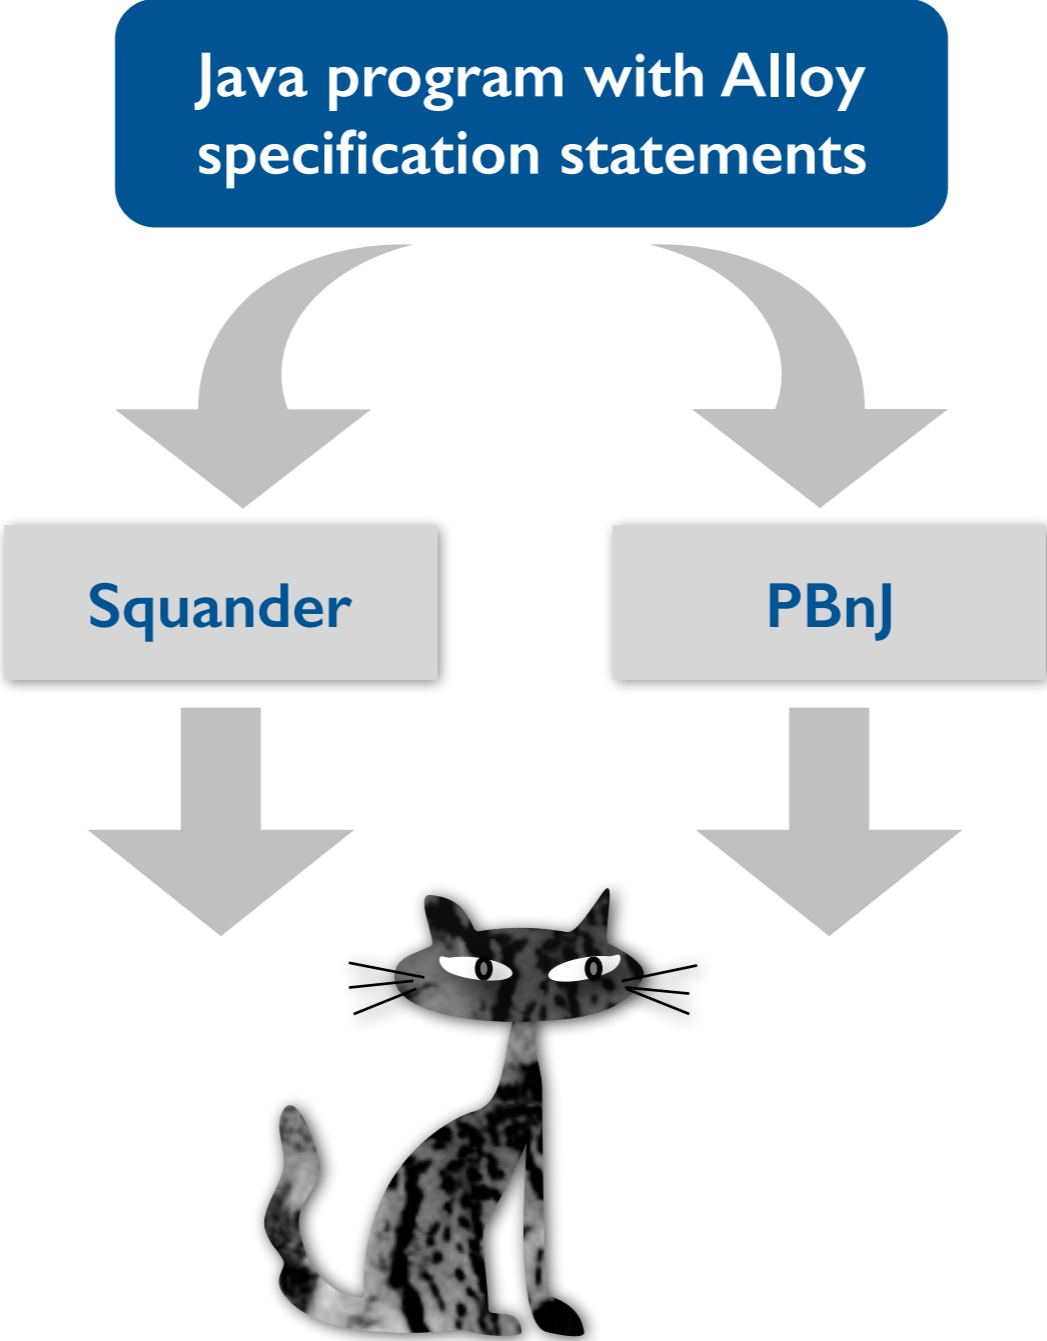 Java program with Alloy
specification statements
Squander
PBnJ